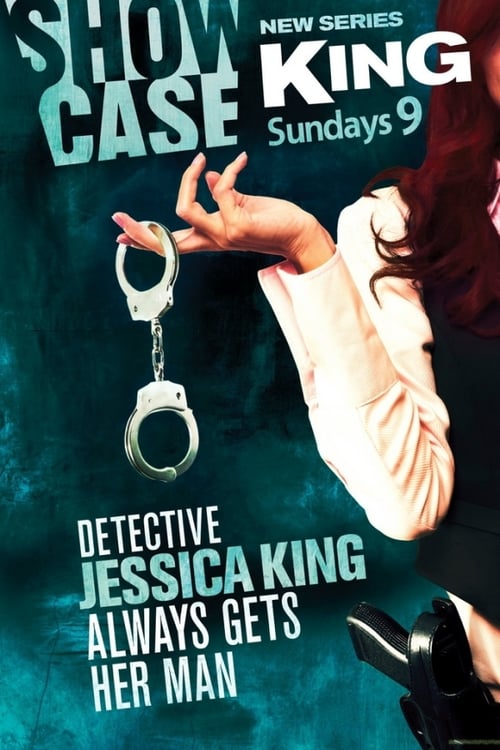 SHOW
CASE
NEW SERIES
KING
Sundays 9
DETECTIVE
JESSICA KING
ALWAYS GETS
HER MAN